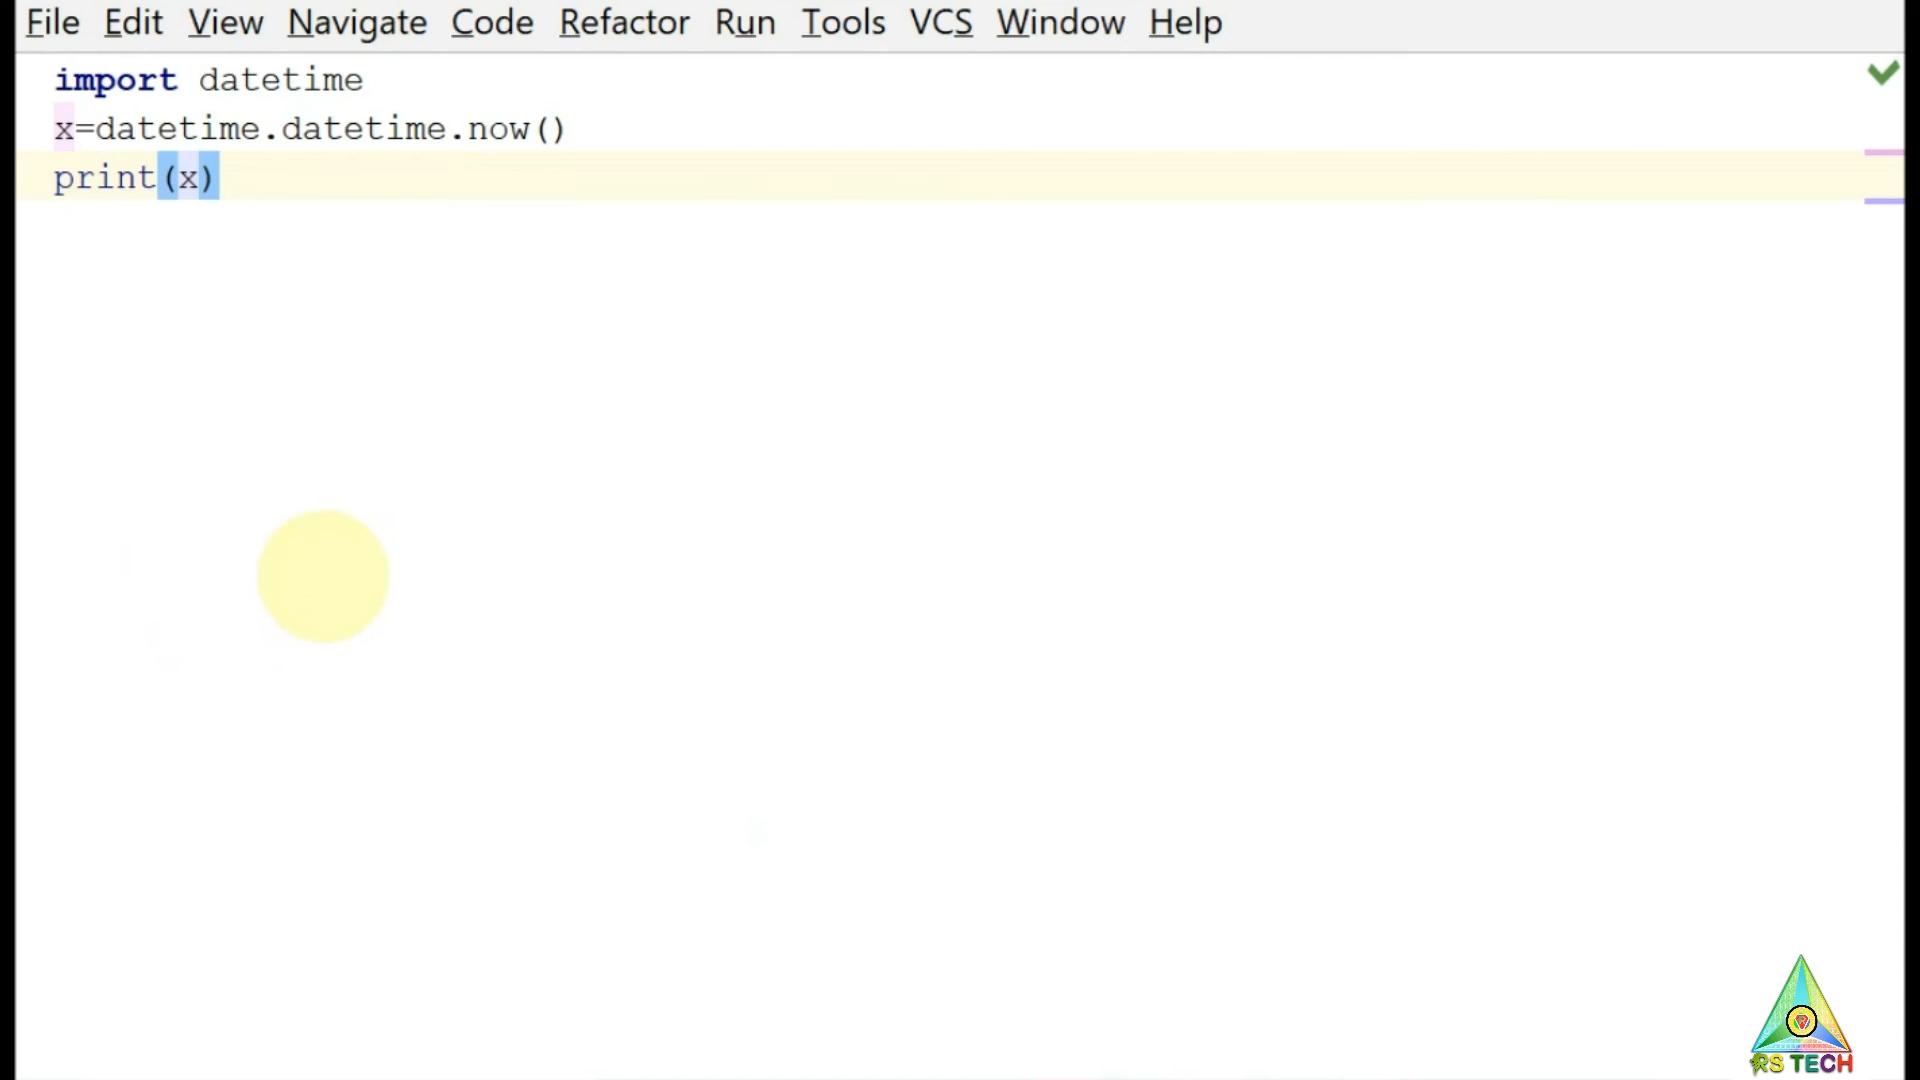 File Edit View Navigate Code Refactor Run Tools VCS Window Help
import datetime
x=datetime.datetime.now()
print(x)
RS TECH